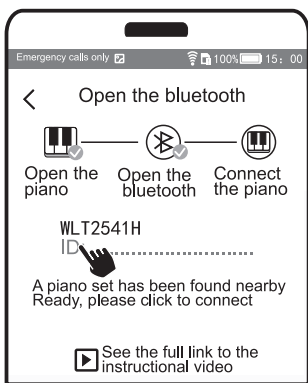 Emergency calls only 100% 15: 00
Open the bluetooth
Open the piano
Open the bluetooth
Connect the piano
WLT2541H
ID
A piano set has been found nearby
Ready, please click to connect
See the full link to the
instructional video